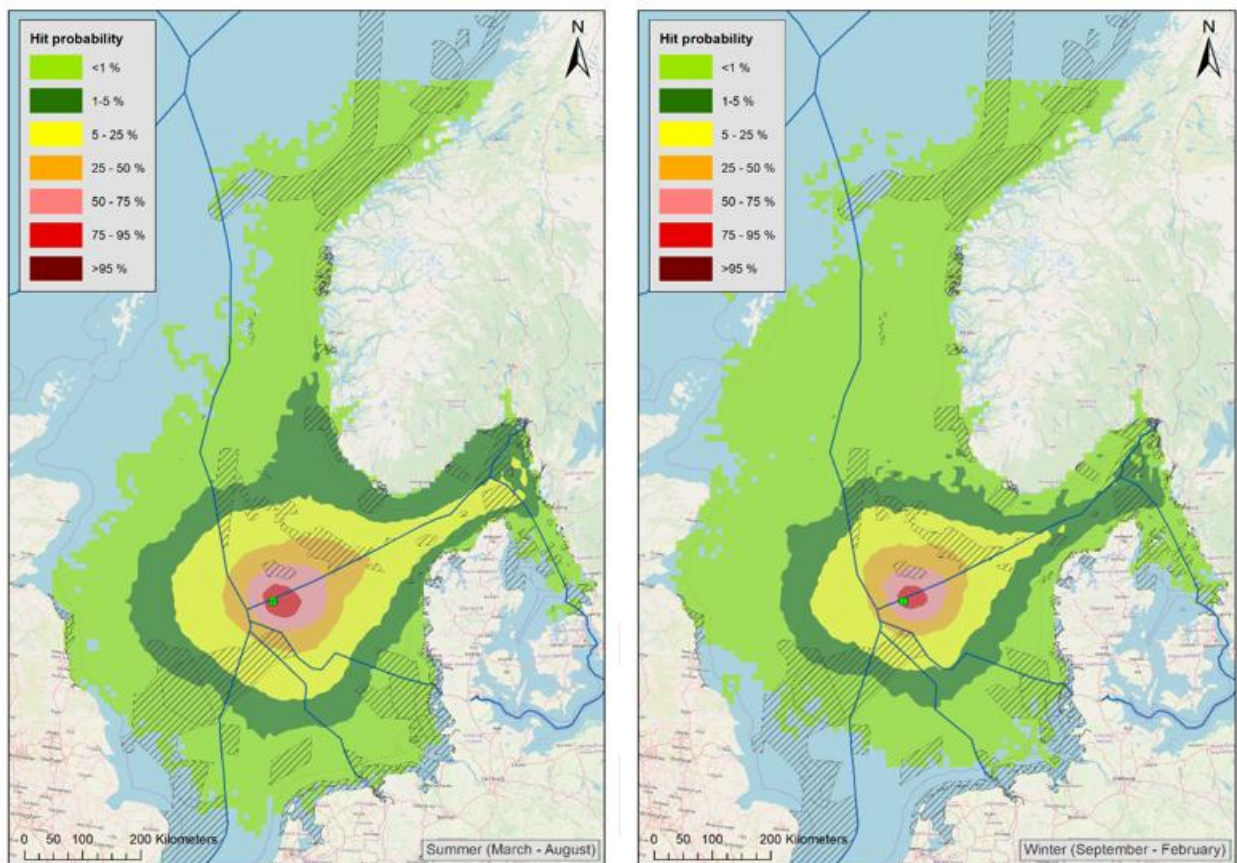 Hit probability
<1 %
1-5 %
5 - 25 %
25 - 50 %
50 - 75 %
75 - 95 %
>95 %
N
0 50 100 200 Kilometers
Summer (March - August)
Hit probability
<1 %
1-5 %
5 - 25 %
25 - 50 %
50 - 75 %
75 - 95 %
>95 %
N
0 50 100 200 Kilometers
Winter (September - February)